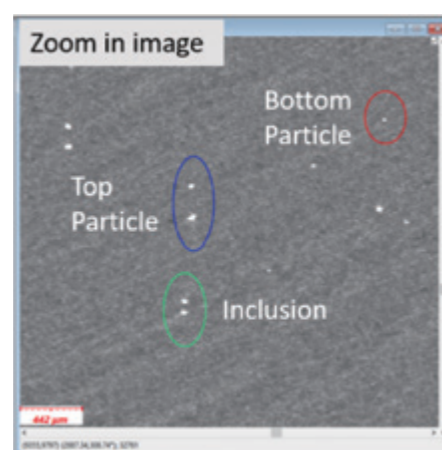 Zoom in image
Bottom
Particle
Top
Particle
Inclusion
442 µm